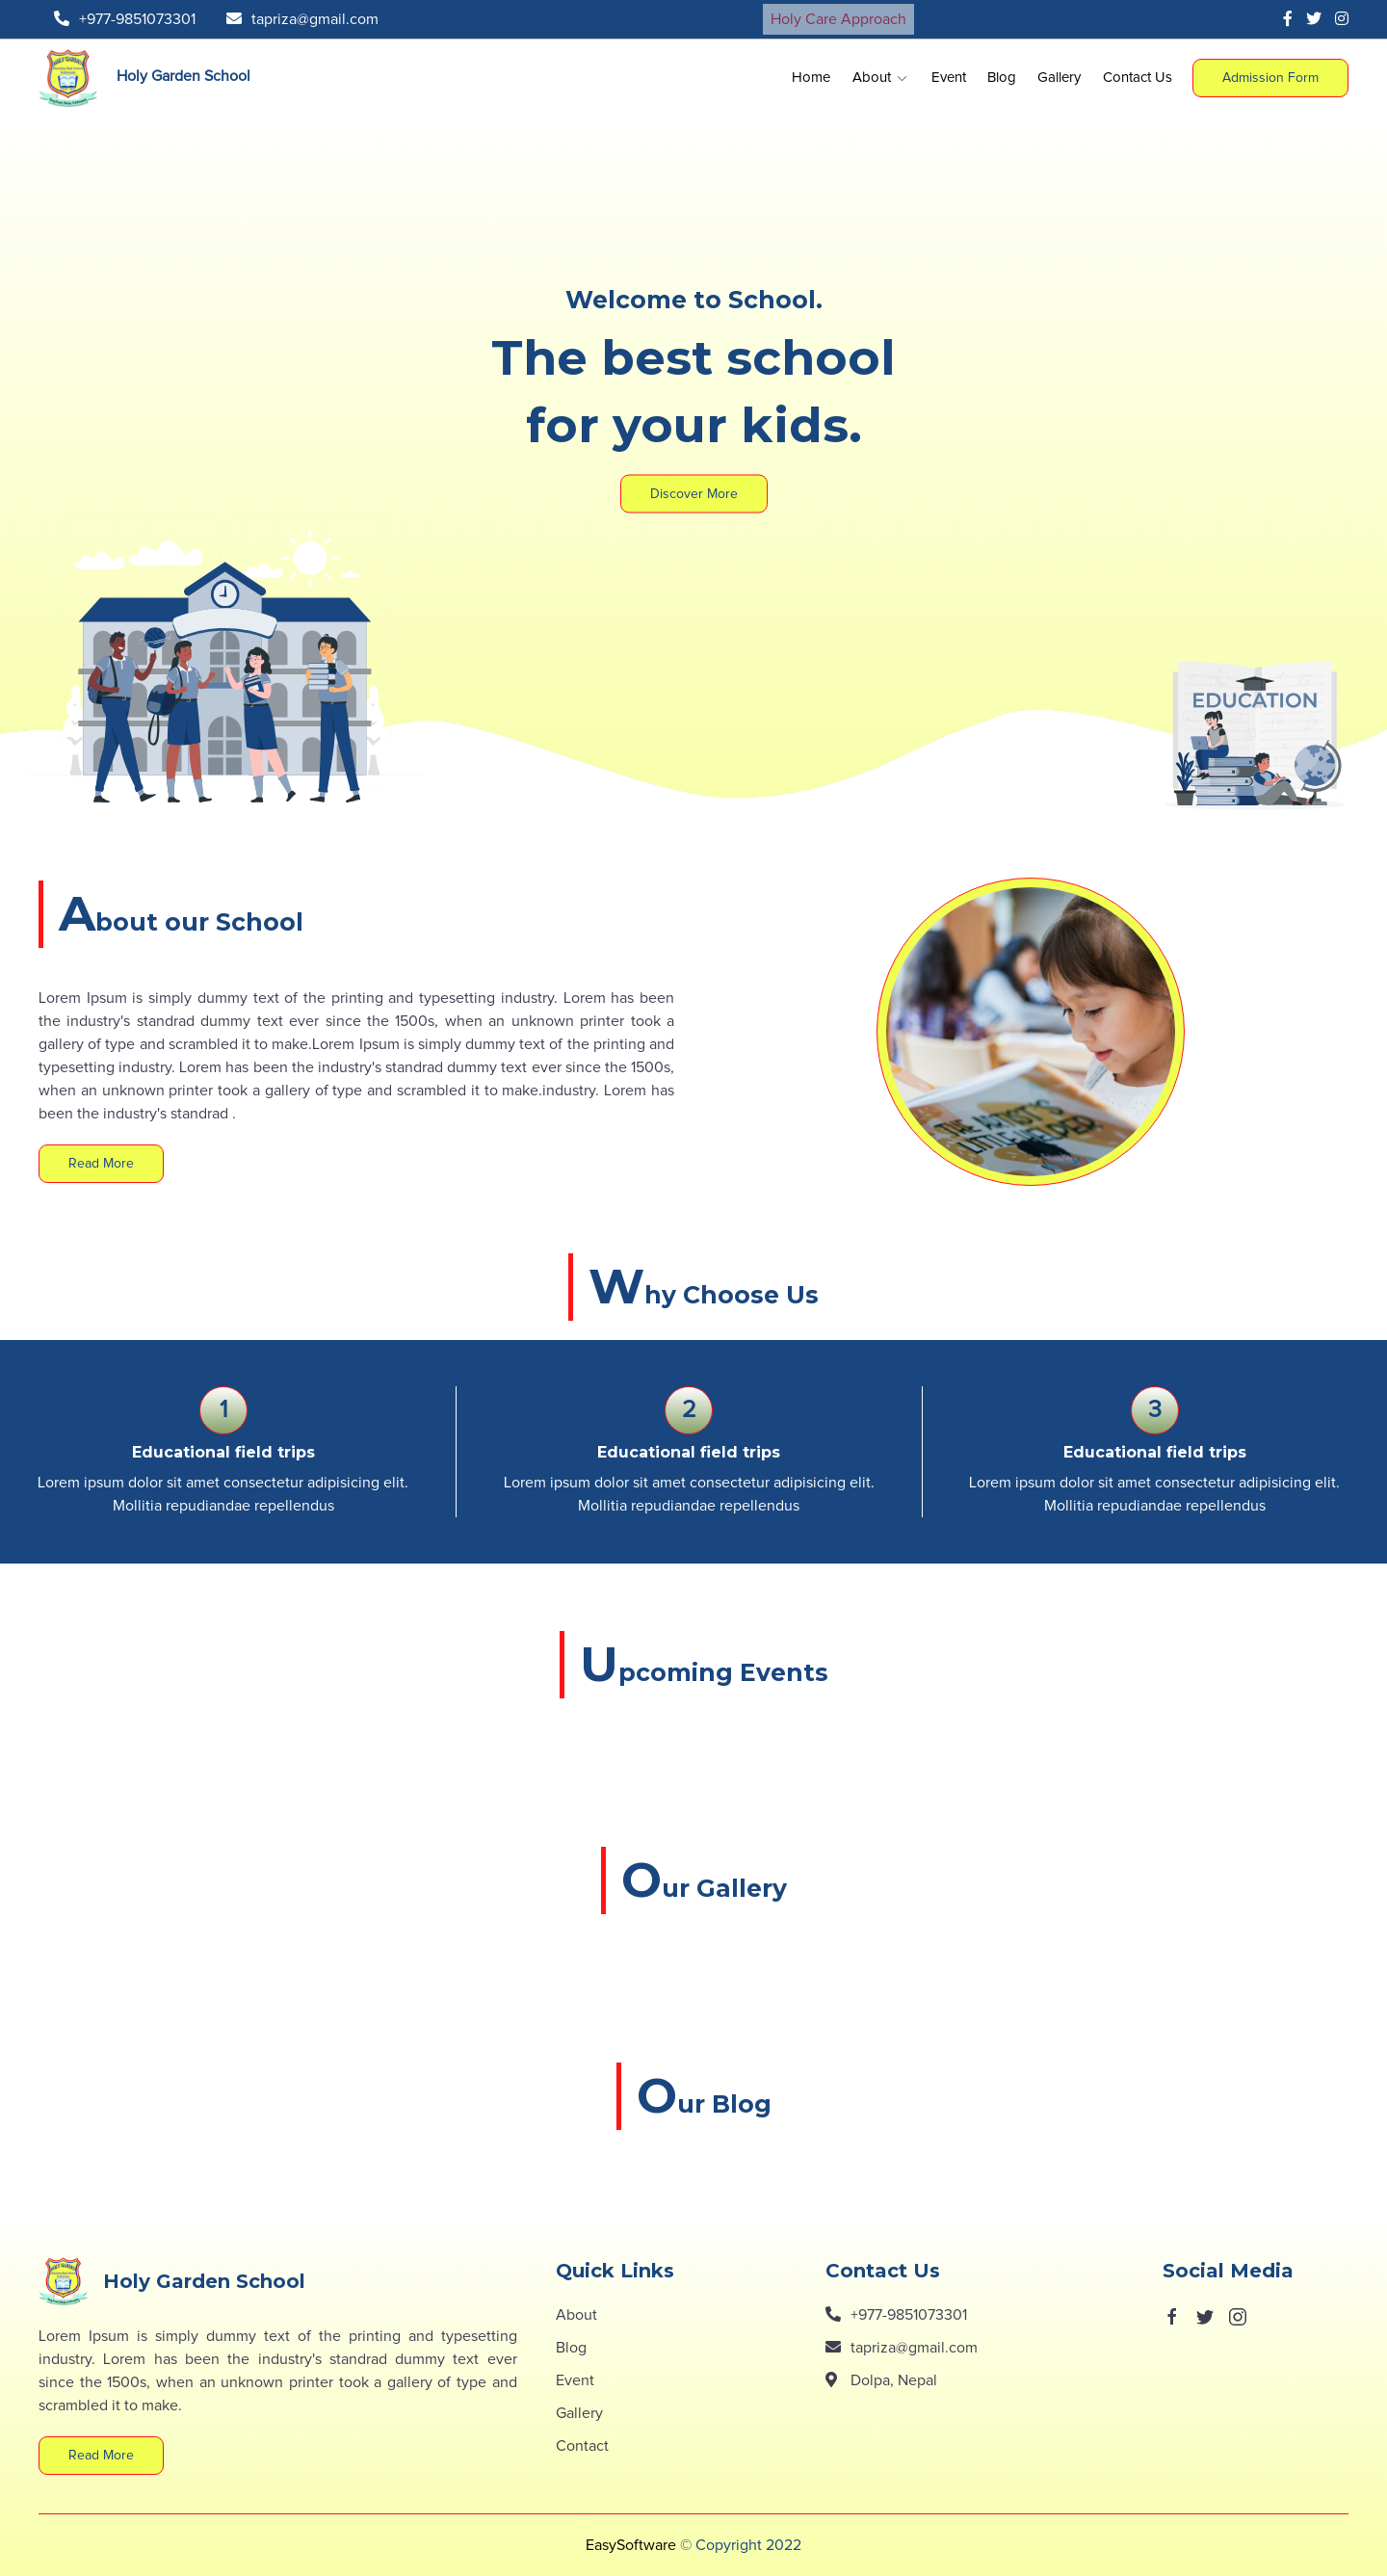 +977-9851073301 tapriza@gmail.com Holy Care Approach
HOLY GARDEN
Holy Garden School
Home About Event Blog Gallery Contact Us Admission Form
Welcome to School.
The best school
for your kids.
Discover More
EDUCATION
About our School
Lorem Ipsum is simply dummy text of the printing and typesetting industry. Lorem has been
the industry's standrad dummy text ever since the 1500s, when an unknown printer took a
gallery of type and scrambled it to make.Lorem Ipsum is simply dummy text of the printing and
typesetting industry. Lorem has been the industry's standrad dummy text ever since the 1500s,
when an unknown printer took a gallery of type and scrambled it to make.industry. Lorem has
been the industry's standrad .
Read More
Why Choose Us
1
Educational field trips
Lorem ipsum dolor sit amet consectetur adipisicing elit.
Mollitia repudiandae repellendus
2
Educational field trips
Lorem ipsum dolor sit amet consectetur adipisicing elit.
Mollitia repudiandae repellendus
3
Educational field trips
Lorem ipsum dolor sit amet consectetur adipisicing elit.
Mollitia repudiandae repellendus
Upcoming Events
Our Gallery
Our Blog
HOLY GARDEN
Holy Garden School
Lorem Ipsum is simply dummy text of the printing and typesetting
industry. Lorem has been the industry's standrad dummy text ever
since the 1500s, when an unknown printer took a gallery of type and
scrambled it to make.
Read More
Quick Links
About
Blog
Event
Gallery
Contact
Contact Us
+977-9851073301
tapriza@gmail.com
Dolpa, Nepal
Social Media
EasySoftware © Copyright 2022